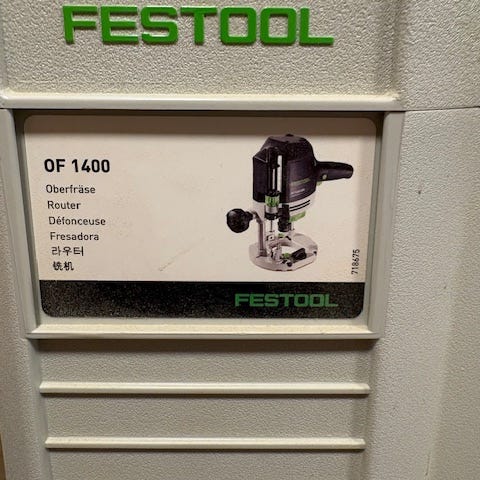 FESTOOL
OF 1400
Oberfräse
Router
Défonceuse
Fresadora
라우터
铣机
718675
FESTOOL